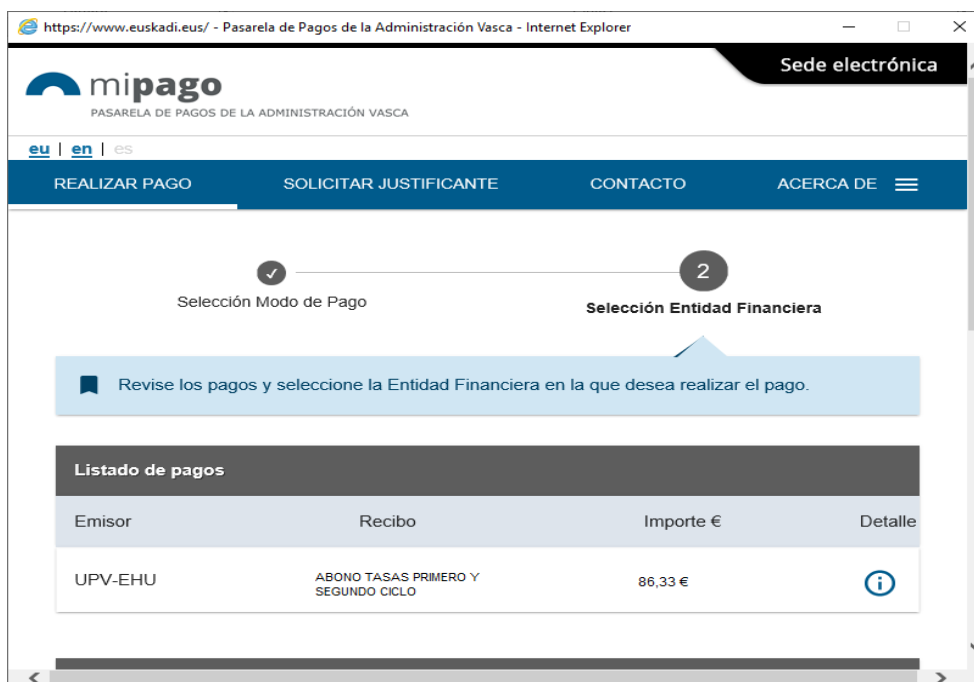 https://www.euskadi.eus/ - Pasarela de Pagos de la Administración Vasca - Internet Explorer
Sede electrónica
mipago
PASARELA DE PAGOS DE LA ADMINISTRACIÓN VASCA
eu | en | es
REALIZAR PAGO SOLICITAR JUSTIFICANTE CONTACTO ACERCA DE
2
Selección Modo de Pago
Selección Entidad Financiera
Revise los pagos y seleccione la Entidad Financiera en la que desea realizar el pago.
Listado de pagos
Emisor Recibo Importe € Detalle
UPV-EHU ABONO TASAS PRIMERO Y
SEGUNDO CICLO 86,33 €